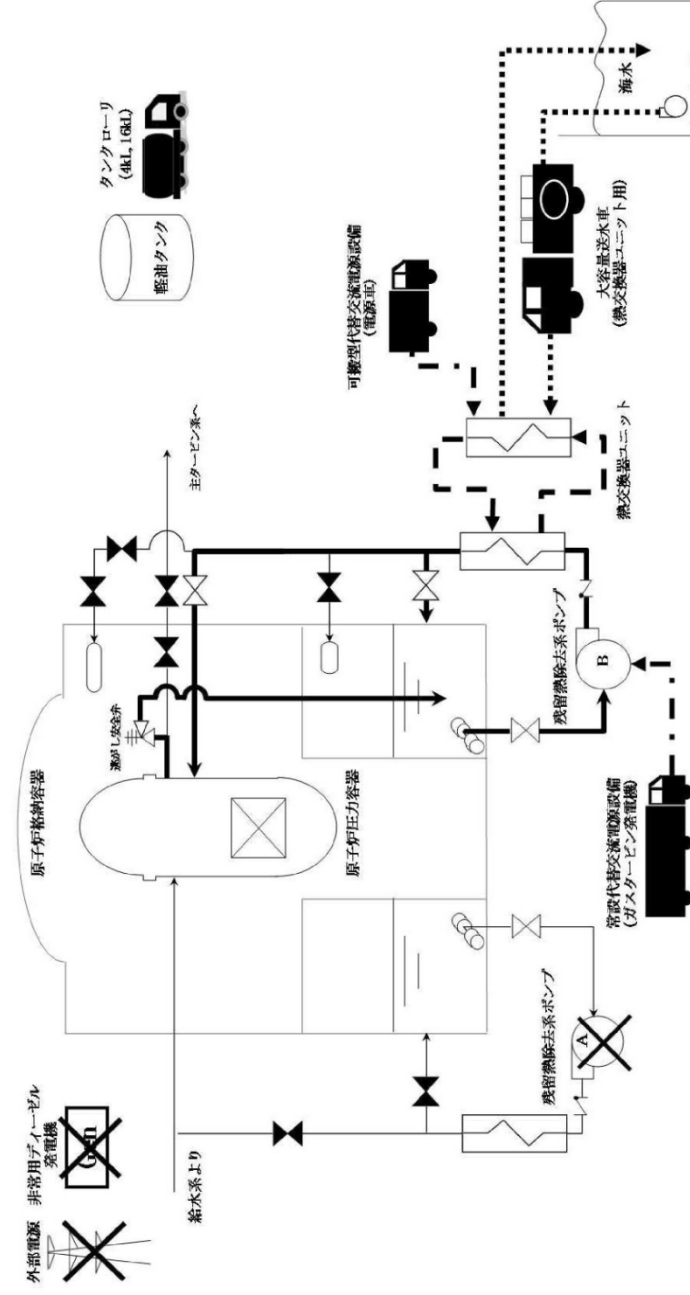 外部電源
非常用ディーゼル
発電機
原子炉格納容器
タンクローリ
(4kL,16kL)
軽油タンク
逃がし安全弁
給水系より
主タービン系へ
原子炉圧力容器
可搬型代替交流電源設備
(電源車)
残留熱除去系ポンプ
A
残留熱除去系ポンプ
B
常設代替交流電源設備
(ガスタービン発電機)
熱交換器ユニット
大容量送水車
(熱交換器ユニット用)
海水